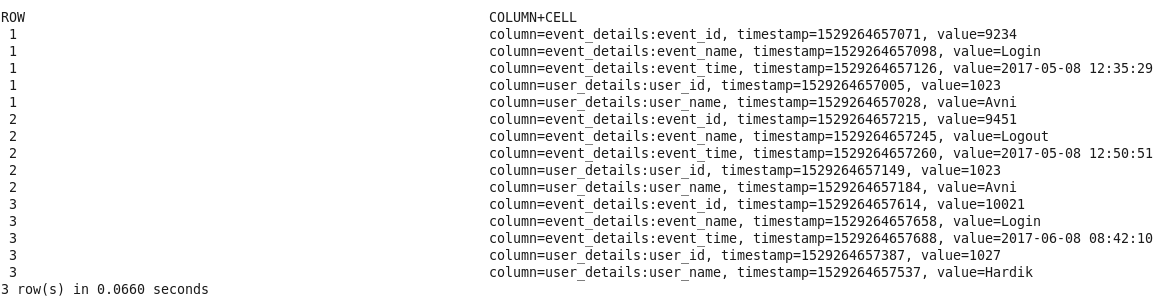 ROW COLUMN+CELL
1 column=event_details:event_id, timestamp=1529264657071, value=9234
1 column=event_details:event_name, timestamp=1529264657098, value=Login
1 column=event_details:event_time, timestamp=1529264657126, value=2017-05-08 12:35:29
1 column=user_details:user_id, timestamp=1529264657005, value=1023
1 column=user_details:user_name, timestamp=1529264657028, value=Avni
2 column=event_details:event_id, timestamp=1529264657215, value=9451
2 column=event_details:event_name, timestamp=1529264657245, value=Logout
2 column=event_details:event_time, timestamp=1529264657260, value=2017-05-08 12:50:51
2 column=user_details:user_id, timestamp=1529264657149, value=1023
2 column=user_details:user_name, timestamp=1529264657184, value=Avni
3 column=event_details:event_id, timestamp=1529264657614, value=10021
3 column=event_details:event_name, timestamp=1529264657658, value=Login
3 column=event_details:event_time, timestamp=1529264657688, value=2017-06-08 08:42:10
3 column=user_details:user_id, timestamp=1529264657387, value=1027
3 column=user_details:user_name, timestamp=1529264657537, value=Hardik
3 row(s) in 0.0660 seconds